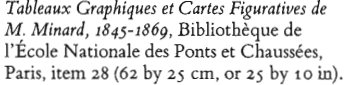 Tableaux Graphiques et Cartes Figuratives de
M. Minard, 1845-1869, Bibliothèque de
l'École Nationale des Ponts et Chaussées,
Paris, item 28 (62 by 25 cm, or 25 by 10 in).